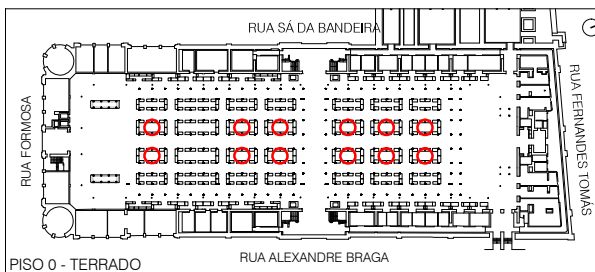 RUA SÁ DA BANDEIRA
RUA FORMOSA
RUA FERNANDES TOMÁS
RUA ALEXANDRE BRAGA
PISO 0 - TERRADO